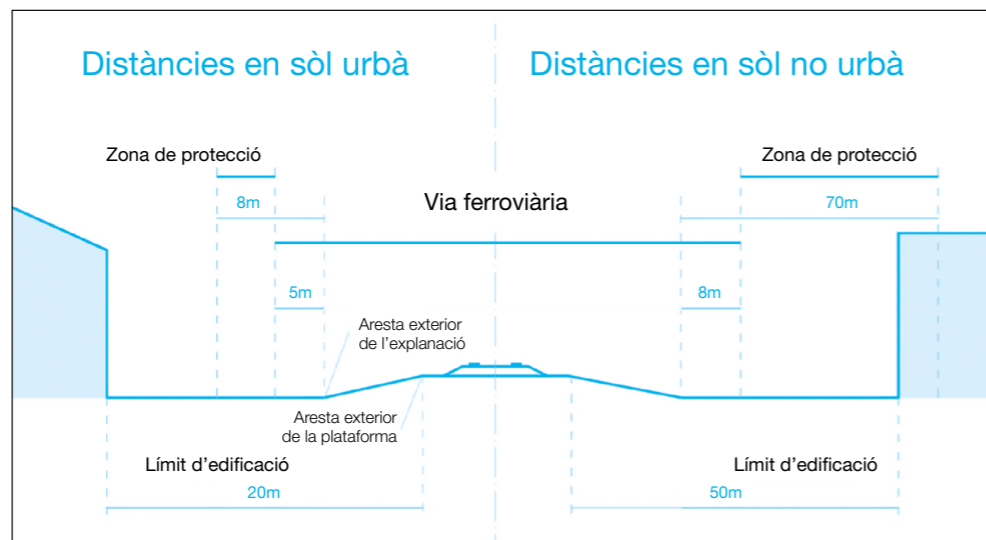 Distàncies en sòl urbà
Distàncies en sòl no urbà
Zona de protecció
Zona de protecció
8m
Via ferroviària
70m
5m
8m
Aresta exterior
de l’explanació
Aresta exterior
de la plataforma
Límit d’edificació
Límit d’edificació
20m
50m